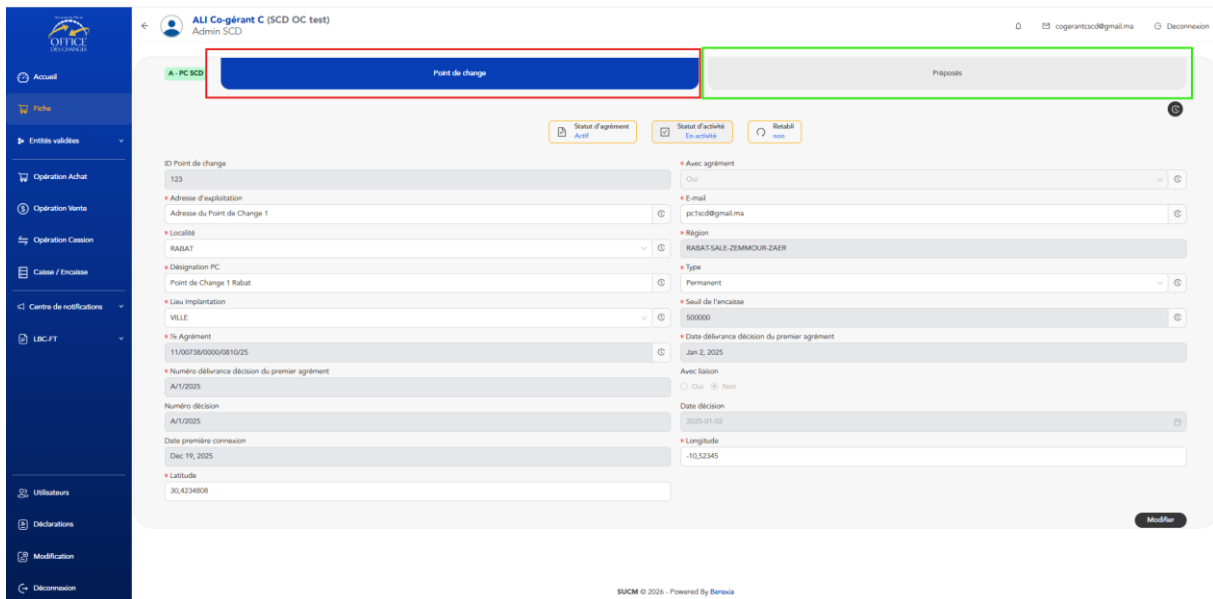 OFFICE
DES CHANGES
ALI Co-gérant C (SCD OC test)
Admin SCD
cogerantcscd@gmail.ma
Deconnexion
Accueil
Fiche
Entités validées
Opération Achat
Opération Vente
Opération Cession
Caisse / Encaisse
Centre de notifications
LBC-FT
Utilisateurs
Déclarations
Modification
Déconnexion
A - PC SCD
Point de change
Préposés
Statut d'agrément
Actif
Statut d'activité
En activité
Retabli
non
ID Point de change
123
* Avec agrément
Oui
* Adresse d'exploitation
Adresse du Point de Change 1
* E-mail
pc1scd@gmail.ma
* Localité
RABAT
* Région
RABAT-SALE-ZEMMOUR-ZAER
* Désignation PC
Point de Change 1 Rabat
* Type
Permanent
* Lieu Implantation
VILLE
* Seuil de l'encaisse
500000
* № Agrément
11/00738/0000/0810/25
* Date délivrance décision du premier agrément
Jan 2, 2025
* Numéro délivrance décision du premier agrément
A/1/2025
Avec liaison
Oui Non
Numéro décision
A/1/2025
Date décision
2025-01-02
Date première connexion
Dec 19, 2025
* Longitude
-10,52345
* Latitude
30,4234808
Modifier
SUCM © 2026 - Powered By Berexia